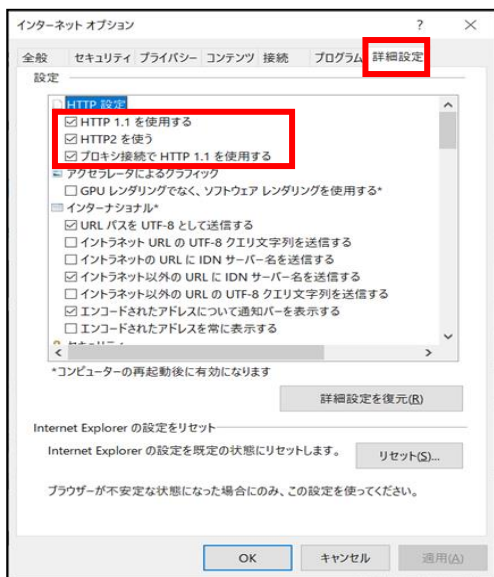 インターネット オプション ? ×
全般 セキュリティ プライバシー コンテンツ 接続 プログラム 詳細設定
設定
HTTP 設定
HTTP 1.1 を使用する
HTTP2 を使う
プロキシ接続で HTTP 1.1 を使用する
アクセラレータによるグラフィック
GPU レンダリングでなく、ソフトウェア レンダリングを使用する*
インターナショナル*
URL パスを UTF-8 として送信する
イントラネット URL の UTF-8 クエリ文字列を送信する
イントラネットの URL に IDN サーバー名を送信する
イントラネット以外の URL に IDN サーバー名を送信する
イントラネット以外の URL の UTF-8 クエリ文字列を送信する
エンコードされたアドレスについて通知バーを表示する
エンコードされたアドレスを常に表示する
*コンピューターの再起動後に有効になります
詳細設定を復元(R)
Internet Explorer の設定をリセット
Internet Explorer の設定を既定の状態にリセットします。
リセット(S)...
ブラウザーが不安定な状態になった場合にのみ、この設定を使ってください。
OK キャンセル 適用(A)